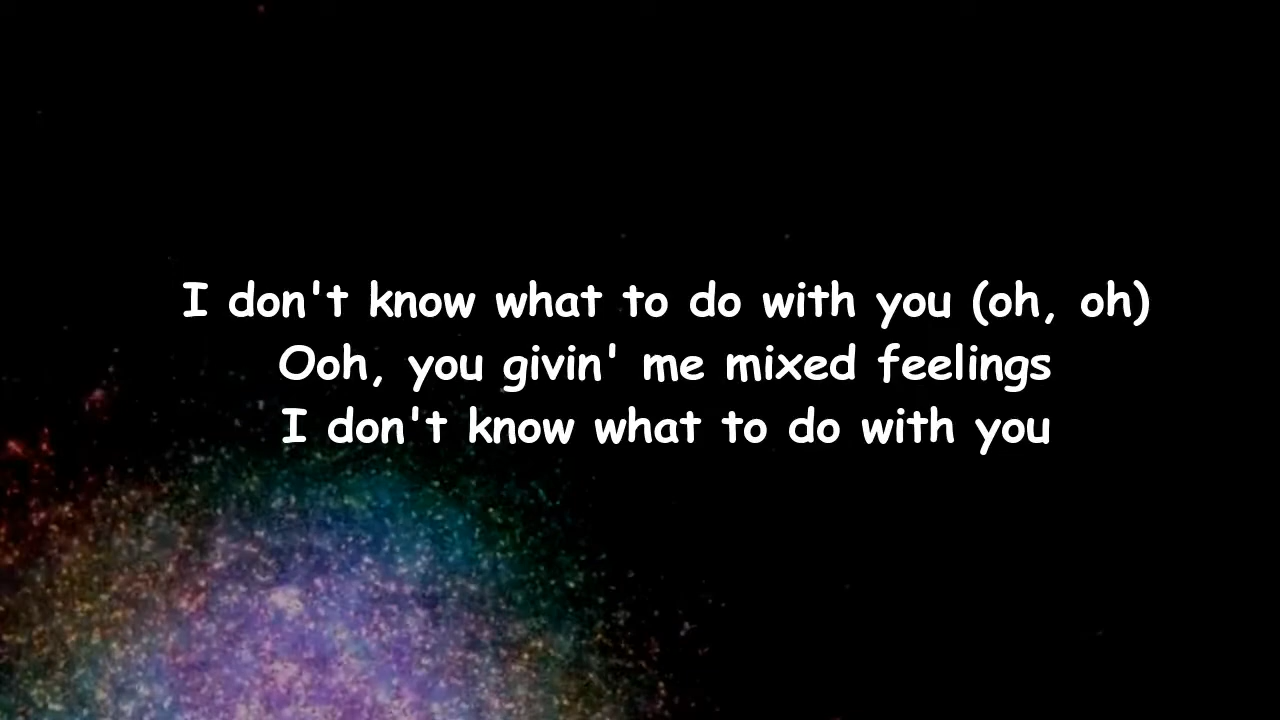 I don't know what to do with you (oh, oh)
Ooh, you givin' me mixed feelings
I don't know what to do with you